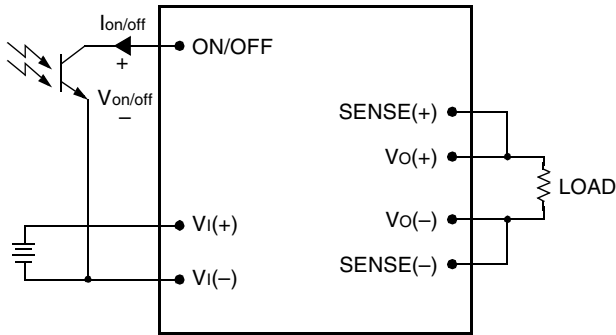 Ion/off
+
ON/OFF
Von/off
–
SENSE(+)
VO(+)
LOAD
VI(+)
VO(–)
VI(–)
SENSE(–)